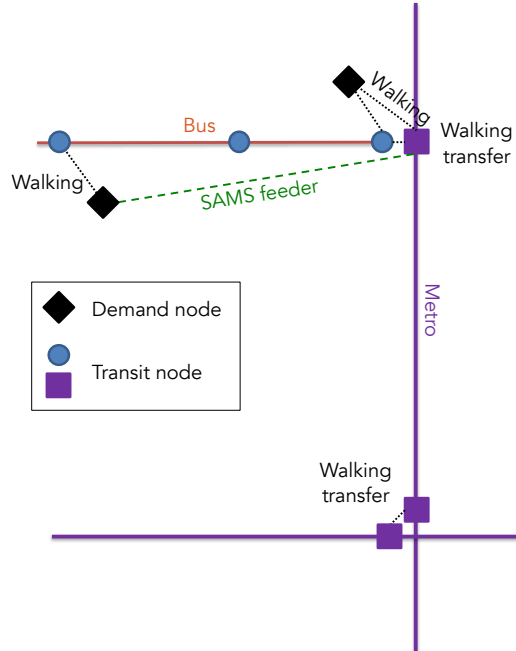 Walking
Bus
Walking
transfer
Walking
SAMS feeder
Metro
Demand node
Transit node
Walking
transfer